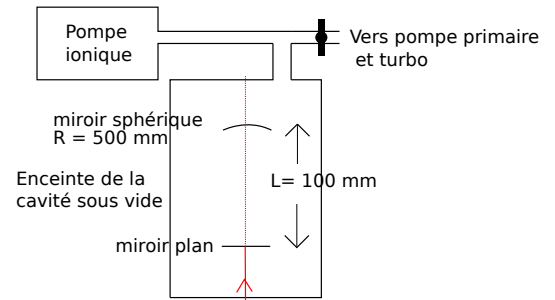 Pompe
ionique
Vers pompe primaire
et turbo
miroir sphérique
R = 500 mm
Enceinte de la
cavité sous vide
L= 100 mm
miroir plan